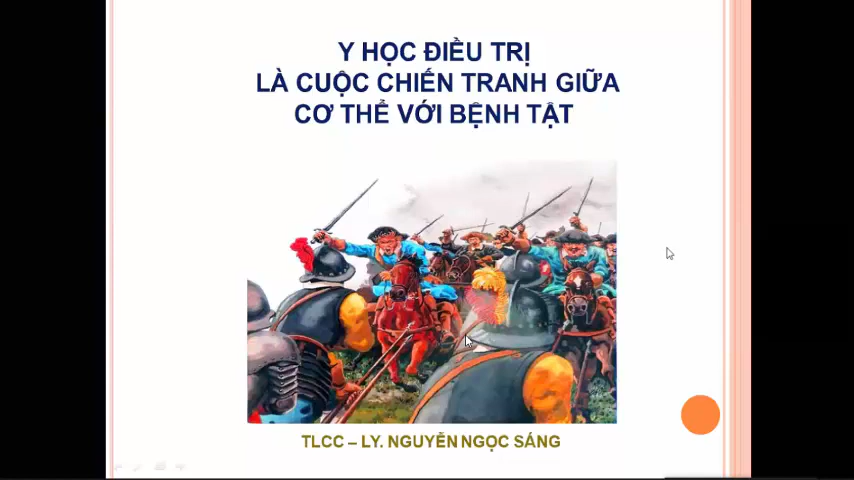 Y HỌC ĐIỀU TRỊ
LÀ CUỘC CHIẾN TRANH GIỮA
CƠ THỂ VỚI BỆNH TẬT
TLCC – LY. NGUYỄN NGỌC SÁNG